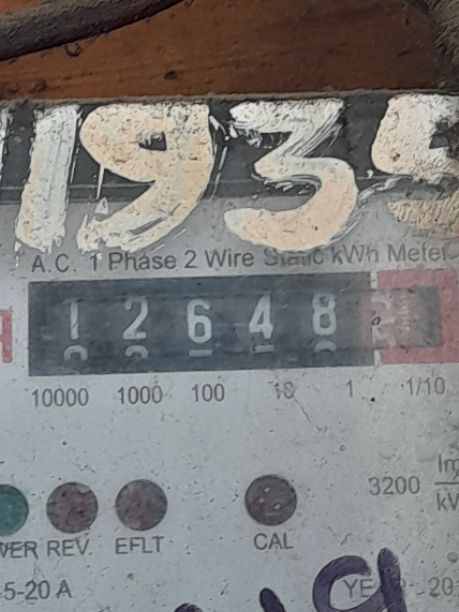 1935
A.C. 1 Phase 2 Wire Static kWh Meter
1 2 6 4 8
10000 1000 100 10 1 1/10
3200
REV EFLT CAL
5-20 A